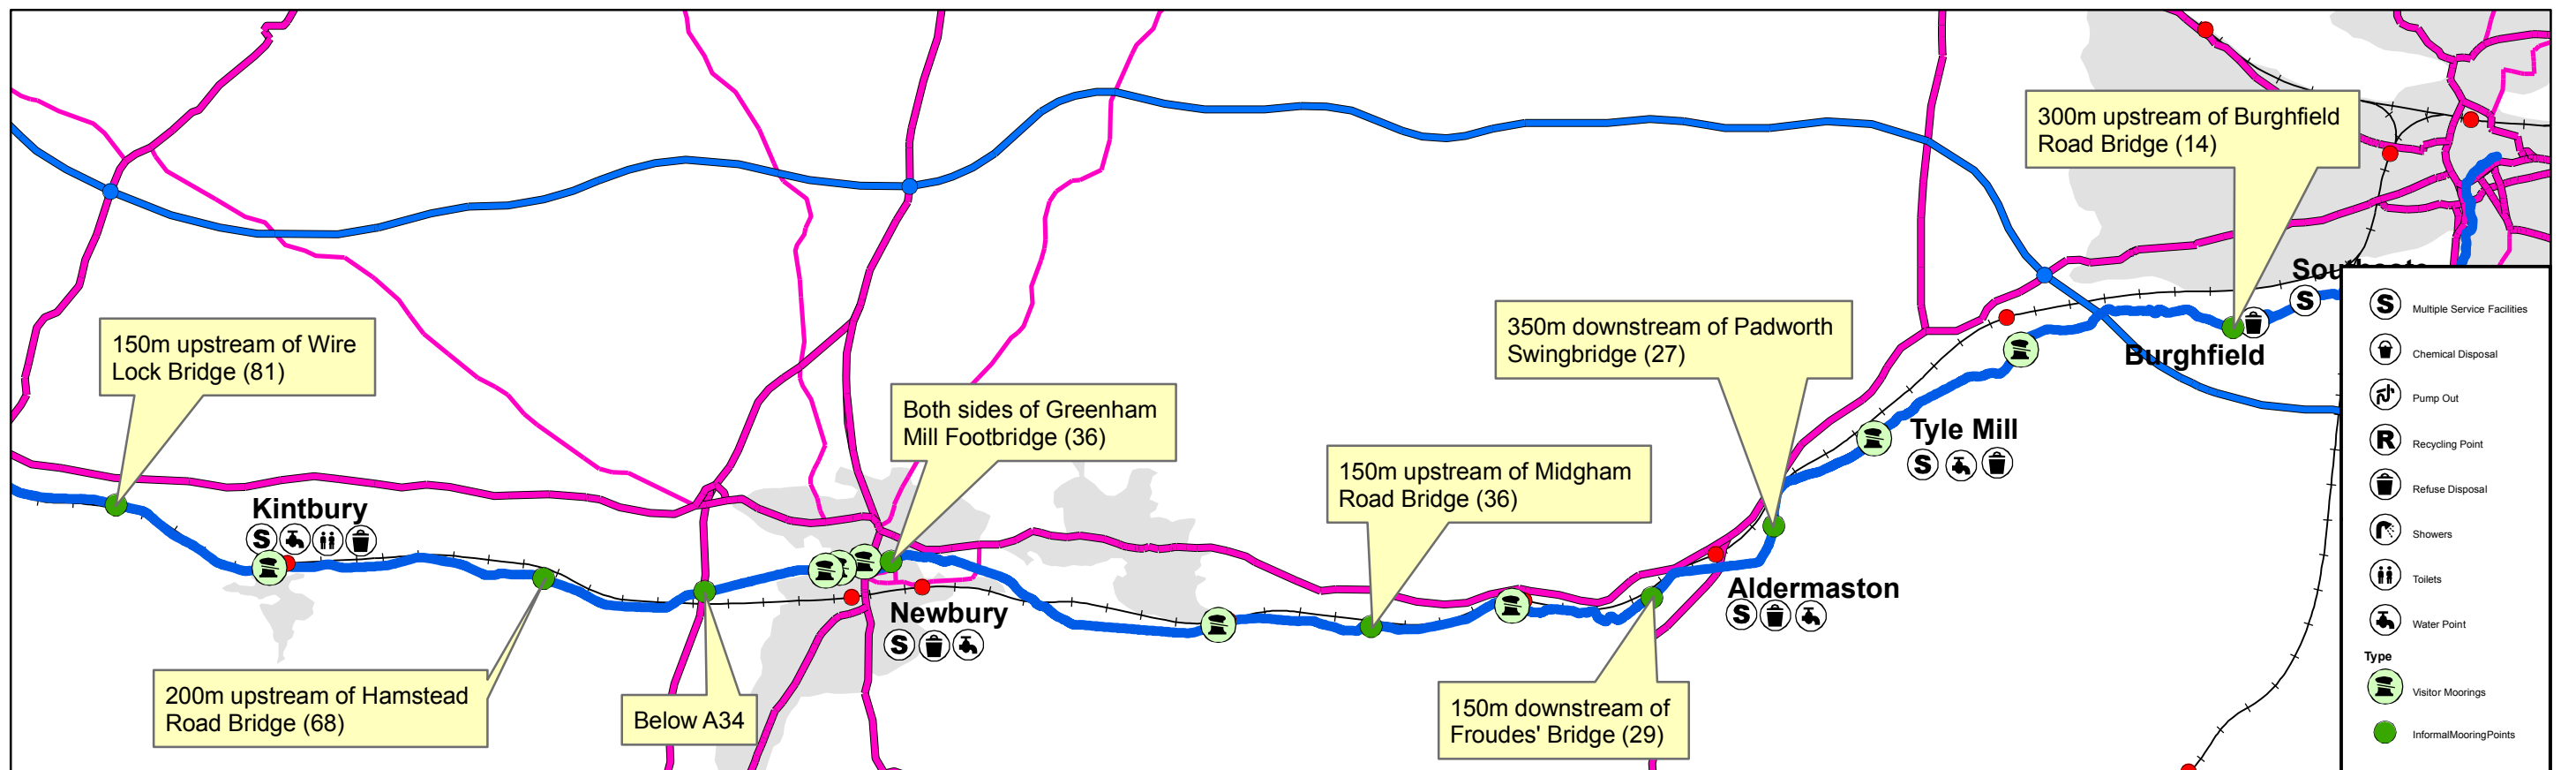 300m upstream of Burghfield
Road Bridge (14)
150m upstream of Wire
Lock Bridge (81)
350m downstream of Padworth
Swingbridge (27)
Both sides of Greenham
Mill Footbridge (36)
150m upstream of Midgham
Road Bridge (36)
200m upstream of Hamstead
Road Bridge (68)
Below A34
150m downstream of
Froudes' Bridge (29)
Kintbury
S
Newbury
S
Aldermaston
S
Tyle Mill
S
Burghfield
S
S
Multiple Service Facilities
Chemical Disposal
Pump Out
R
Recycling Point
Refuse Disposal
Showers
Toilets
Water Point
Type
Visitor Moorings
InformalMooringPoints